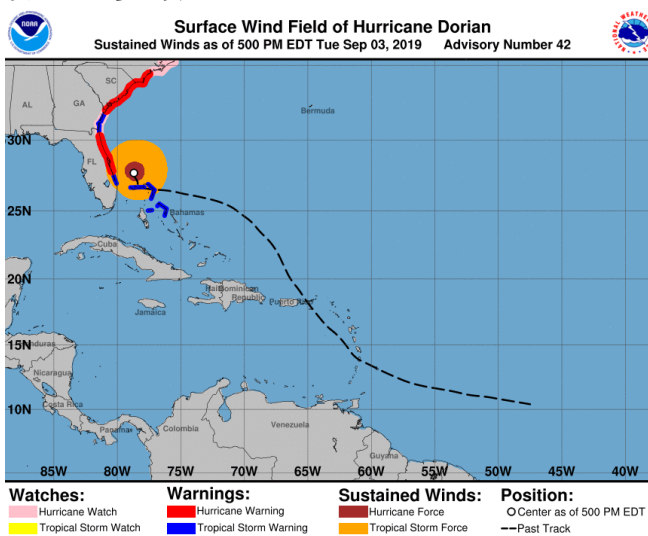 Surface Wind Field of Hurricane Dorian
Sustained Winds as of 500 PM EDT Tue Sep 03, 2019 Advisory Number 42
NOAA
SC
AL
GA
Bermuda
30N
FL
25N
Bahamas
Cuba
20N
Haiti
Dominican
Republic
Puerto Rico
Jamaica
15N
Honduras
Nicaragua
10N
Costa Rica
Panama
Colombia
Venezuela
Guyana
85W 80W 75W 70W 65W 60W 55W 50W 45W 40W
Watches: Warnings: Sustained Winds: Position:
Hurricane Watch Hurricane Warning Hurricane Force Center as of 500 PM EDT
Tropical Storm Watch Tropical Storm Warning Tropical Storm Force Past Track